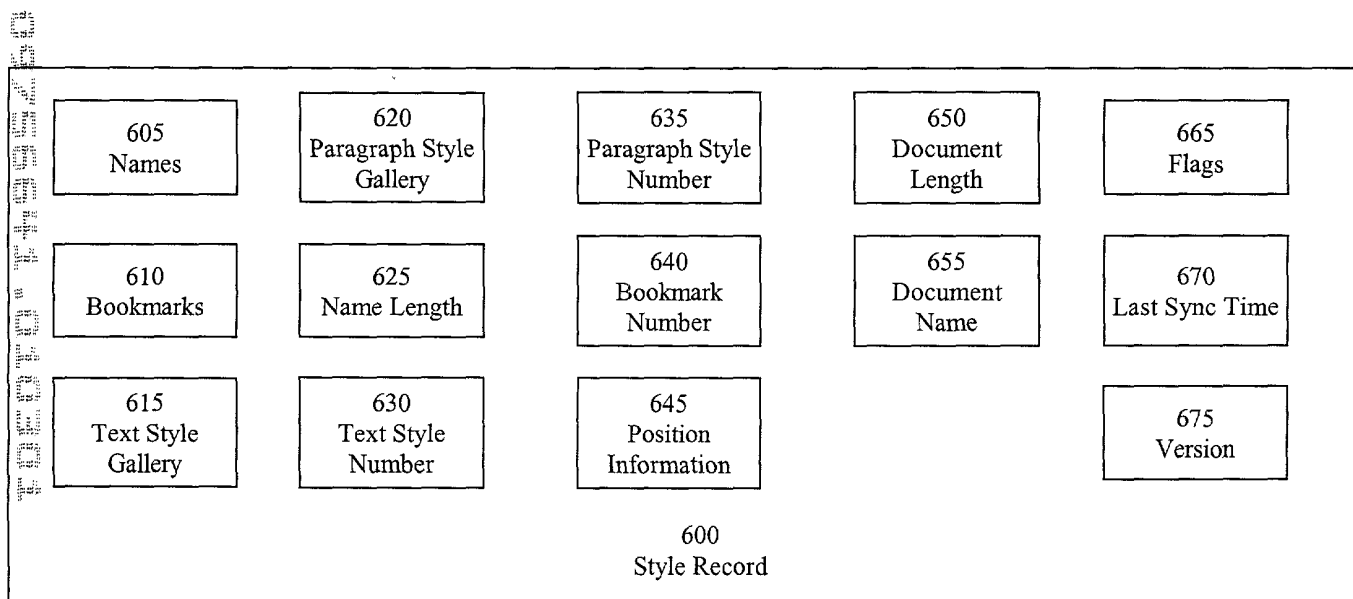 605
Names
620
Paragraph Style
Gallery
635
Paragraph Style
Number
650
Document
Length
665
Flags
610
Bookmarks
625
Name Length
640
Bookmark
Number
655
Document
Name
670
Last Sync Time
615
Text Style
Gallery
630
Text Style
Number
645
Position
Information
675
Version
600
Style Record